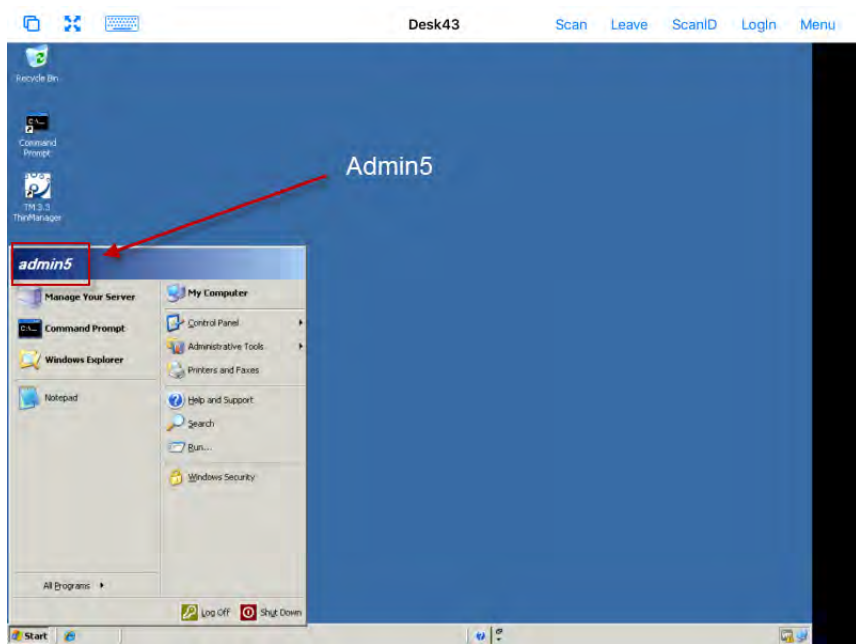 Desk43
Scan Leave ScanID LogIn Menu
Recycle Bin
Command
Prompt
TM 3.3
ThinManager
Admin5
admin5
Manage Your Server
Command Prompt
Windows Explorer
Notepad
All Programs
My Computer
Control Panel
Administrative Tools
Printers and Faxes
Help and Support
Search
Run...
Windows Security
Log Off Shut Down
Start